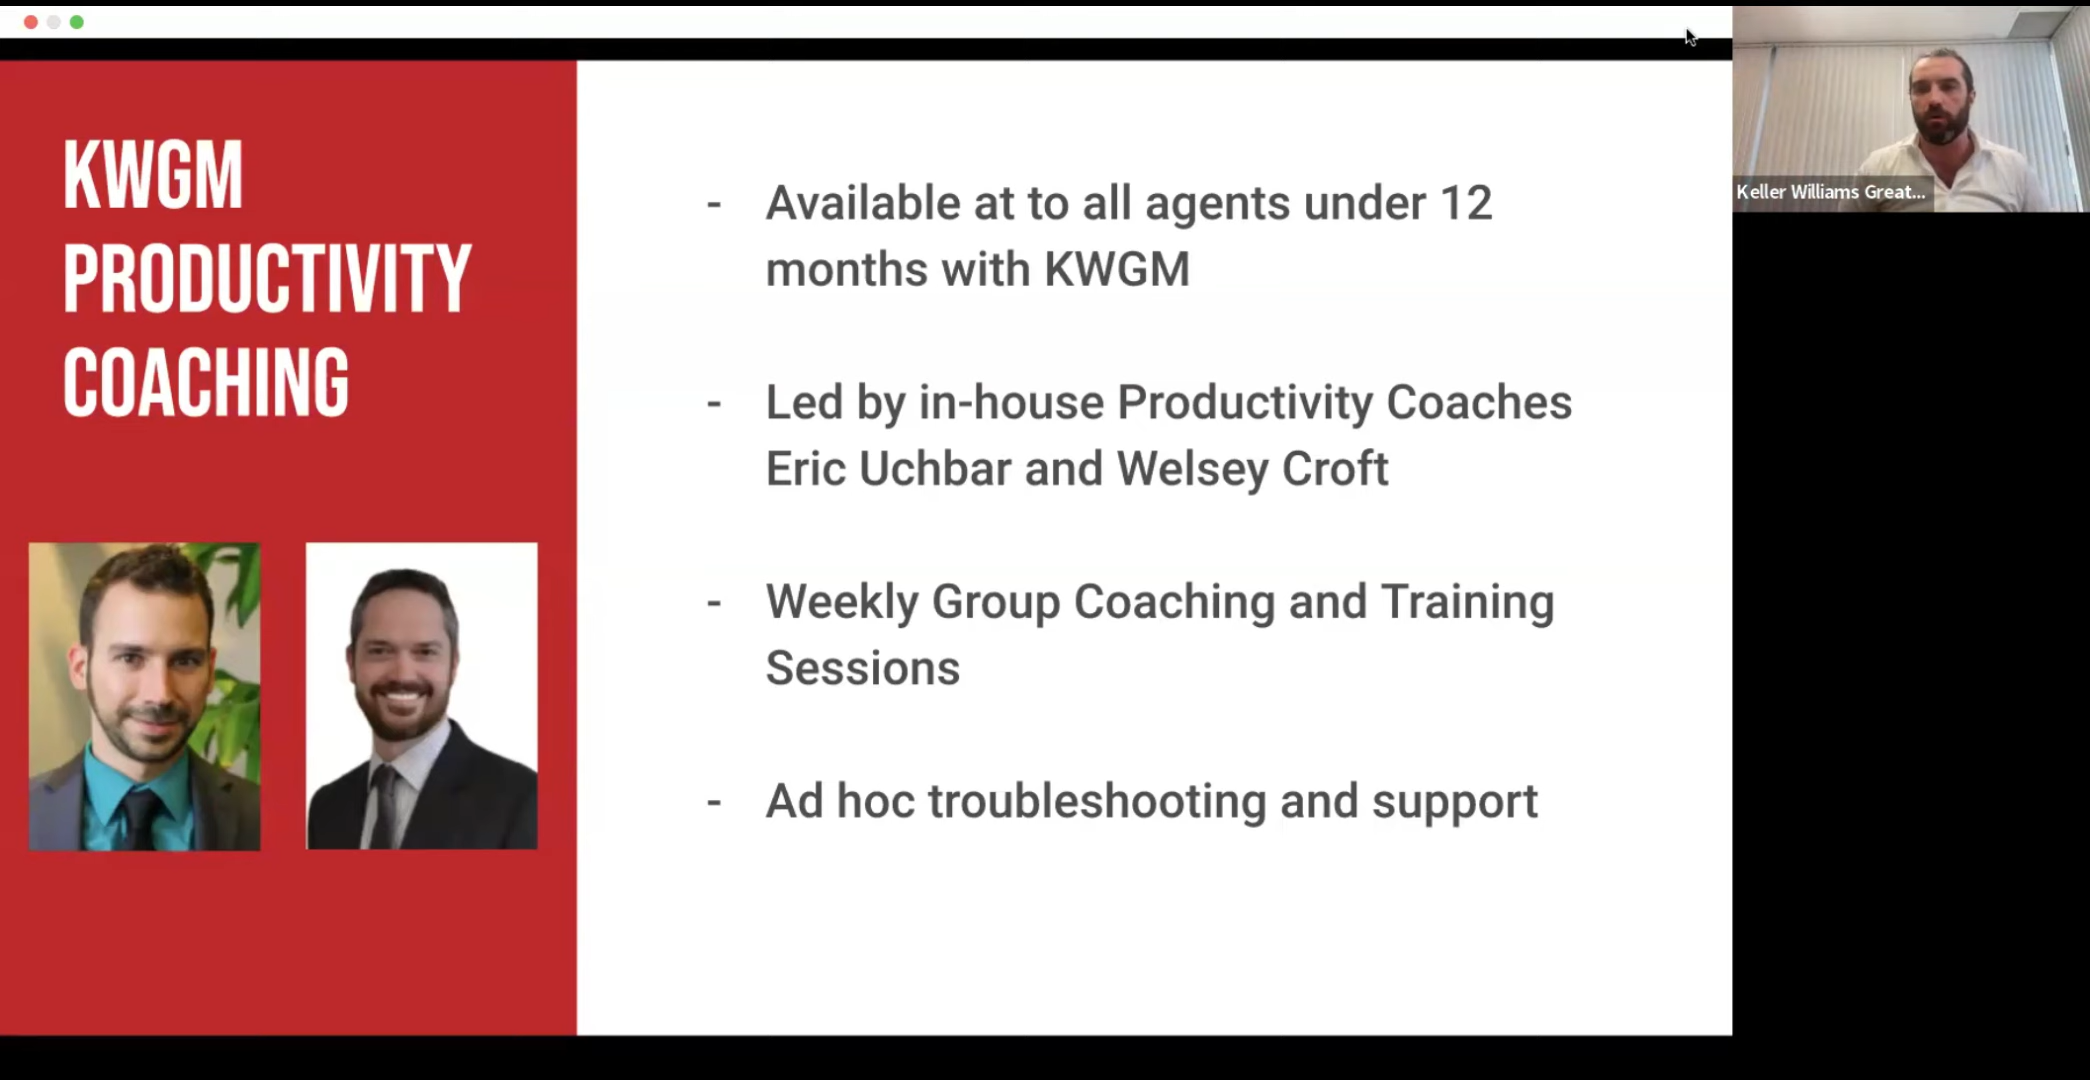 KWGM
PRODUCTIVITY
COACHING
- Available at to all agents under 12
months with KWGM
- Led by in-house Productivity Coaches
Eric Uchbar and Welsey Croft
- Weekly Group Coaching and Training
Sessions
- Ad hoc troubleshooting and support
Keller Williams Great...